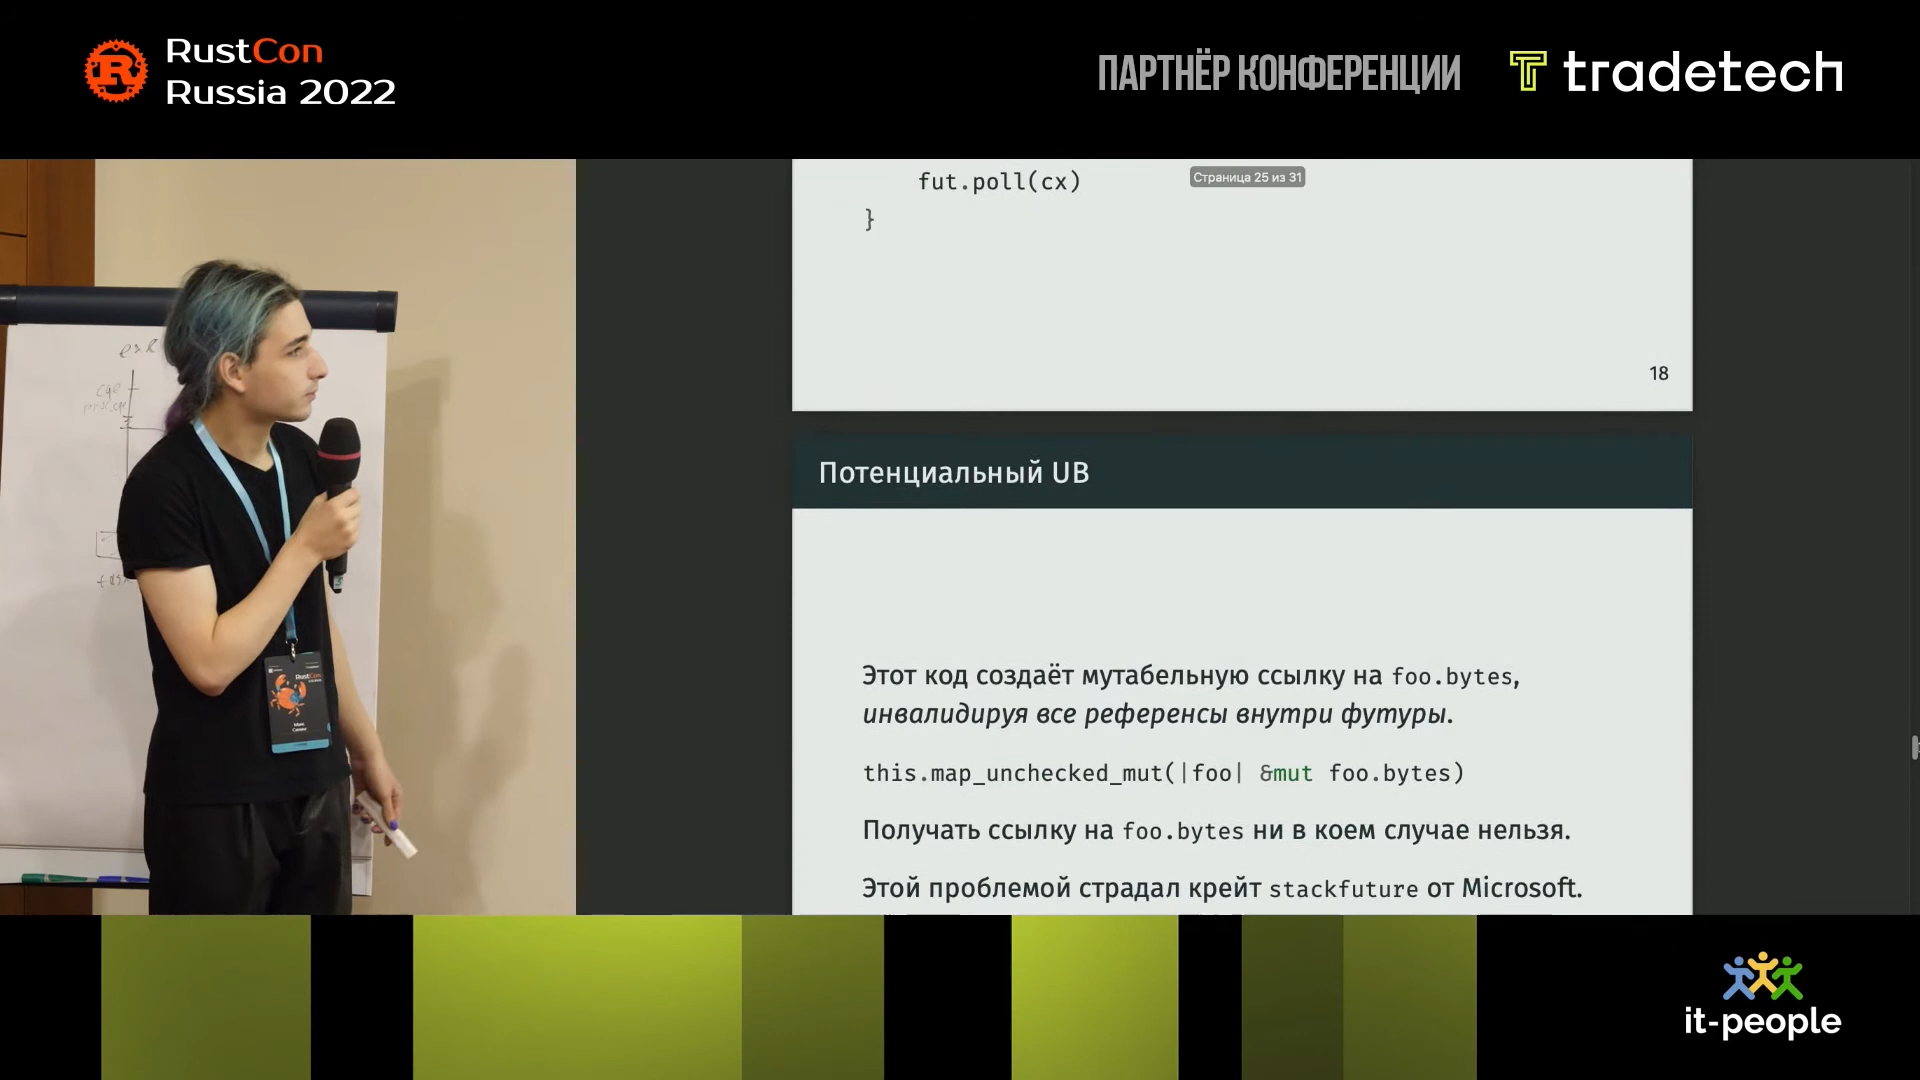 RustCon
Russia 2022
ПАРТНЁР КОНФЕРЕНЦИИ
tradetech
fut.poll(cx)
Страница 25 из 31
}
18
Потенциальный UB
Этот код создаёт мутабельную ссылку на foo.bytes,
инвалидируя все референсы внутри футуры.
this.map_unchecked_mut(|foo| &mut foo.bytes)
Получать ссылку на foo.bytes ни в коем случае нельзя.
Этой проблемой страдал крейт stackfuture от Microsoft.
RustCon
it-people